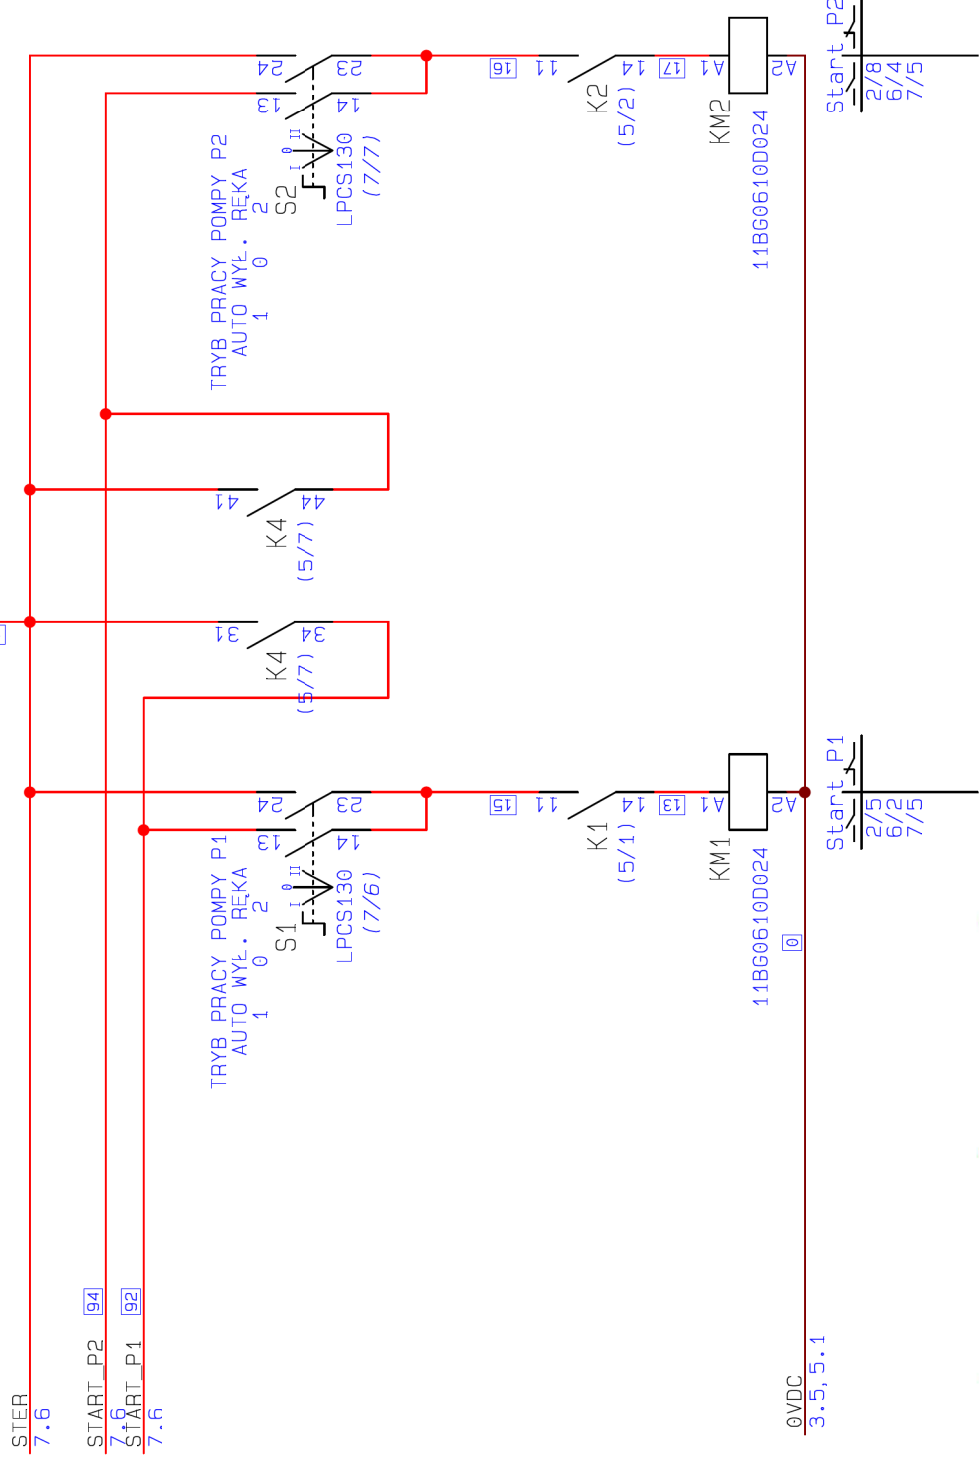 STER
7.6
START_P2
7.6
94
START_P1
7.6
92
TRYB PRACY POMPY P1
AUTO WYŁ. RĘKA
1 0 2
S1
I 0 II
13
14
24
23
LPCS130
(7/6)
31
34
K4
(5/7)
41
44
K4
(5/7)
TRYB PRACY POMPY P2
AUTO WYŁ. RĘKA
1 0 2
S2
I 0 II
13
14
24
23
LPCS130
(7/7)
15
11
14
K1
(5/1)
13
16
11
14
K2
(5/2)
17
A1
A2
KM1
11BG0610D024
A1
A2
KM2
11BG0610D024
0
0VDC
3.5,5.1
Start P1
2/5
6/2
7/5
Start P2
2/8
6/4
7/5